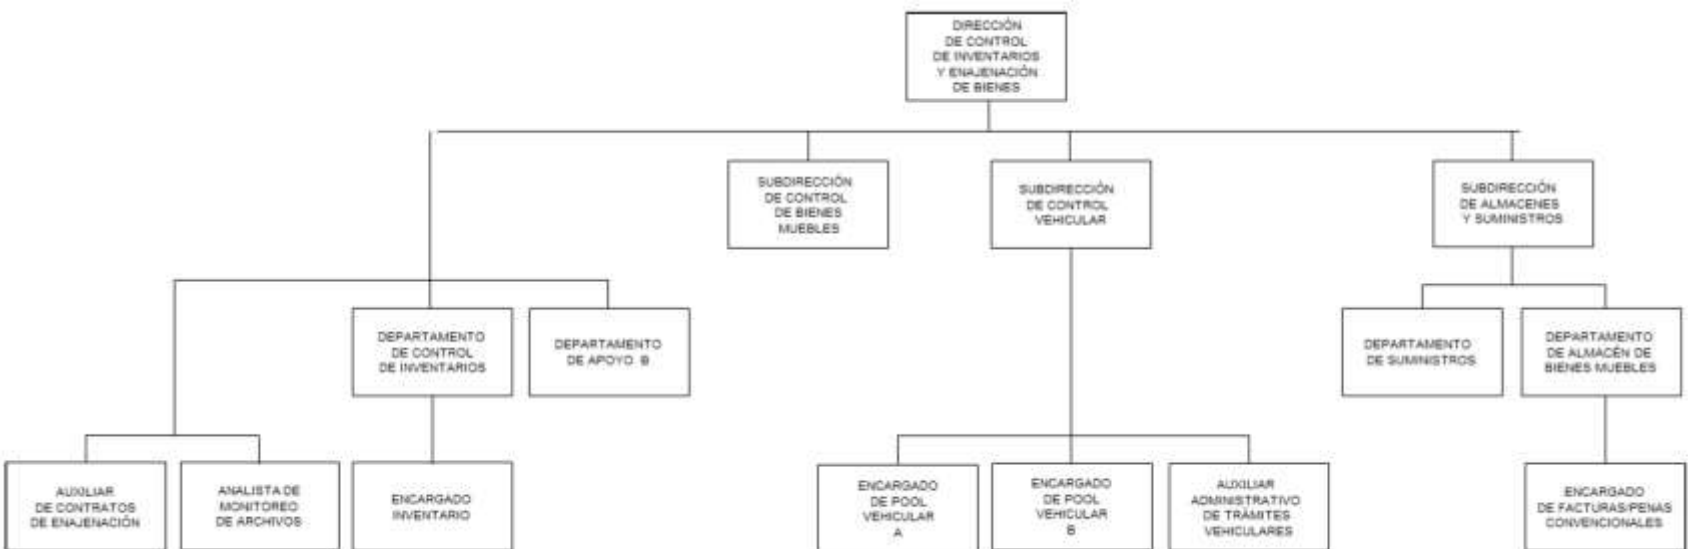 DIRECCIÓN
DE CONTROL
DE INVENTARIOS
Y ENAJENACIÓN
DE BIENES
SUBDIRECCIÓN
DE CONTROL
DE BIENES
MUEBLES
SUBDIRECCIÓN
DE CONTROL
VEHICULAR
SUBDIRECCIÓN
DE ALMACENES
Y SUMINISTROS
DEPARTAMENTO
DE CONTROL
DE INVENTARIOS
DEPARTAMENTO
DE APOYO B
DEPARTAMENTO
DE SUMINISTROS
DEPARTAMENTO
DE ALMACÉN DE
BIENES MUEBLES
AUXILIAR
DE CONTRATOS
DE ENAJENACIÓN
ANALISTA DE
MONITOREO
DE ARCHIVOS
ENCARGADO
INVENTARIO
ENCARGADO
DE POOL
VEHICULAR
A
ENCARGADO
DE POOL
VEHICULAR
B
AUXILIAR
ADMINISTRATIVO
DE TRÁMITES
VEHICULARES
ENCARGADO
DE FACTURAS/PENAS
CONVENCIONALES